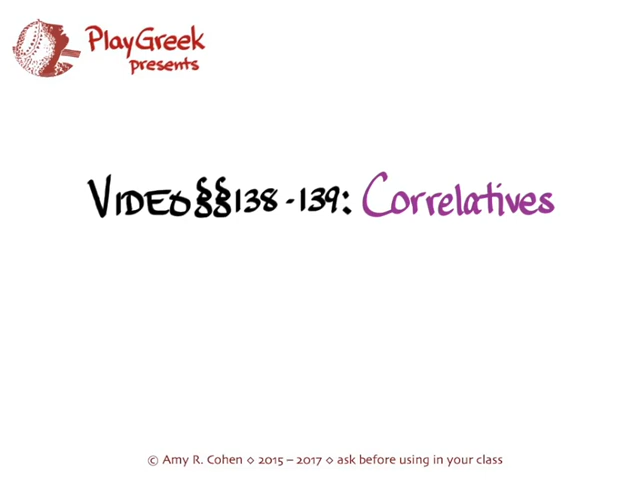 PlayGreek
presents
VIDEO §§138-139: Correlatives
© Amy R. Cohen ◇ 2015 – 2017 ◇ ask before using in your class